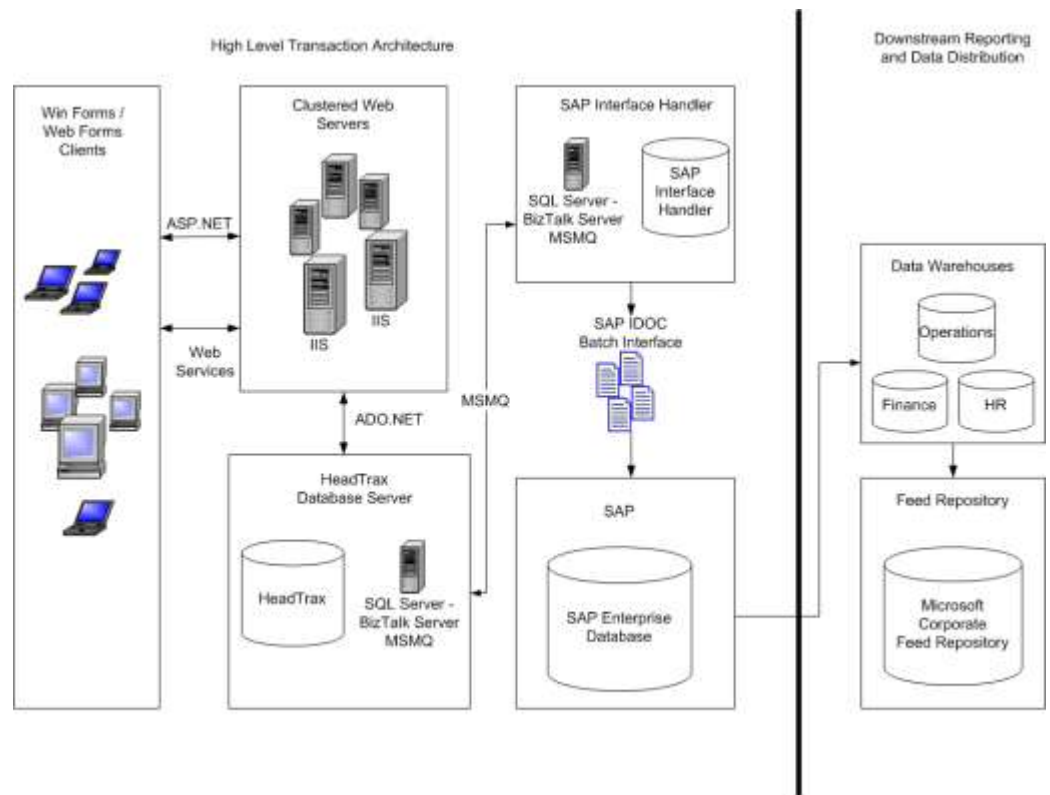 High Level Transaction Architecture
Downstream Reporting
and Data Distribution
Win Forms /
Web Forms
Clients
ASP.NET
Web
Services
Clustered Web
Servers
IIS
IIS
ADO.NET
HeadTrax
Database Server
HeadTrax
SQL Server -
BizTalk Server
MSMQ
MSMQ
SAP Interface Handler
SQL Server -
BizTalk Server
MSMQ
SAP
Interface
Handler
SAP IDOC
Batch Interface
SAP
SAP Enterprise
Database
Data Warehouses
Operations
Finance
HR
Feed Repository
Microsoft
Corporate
Feed Repository